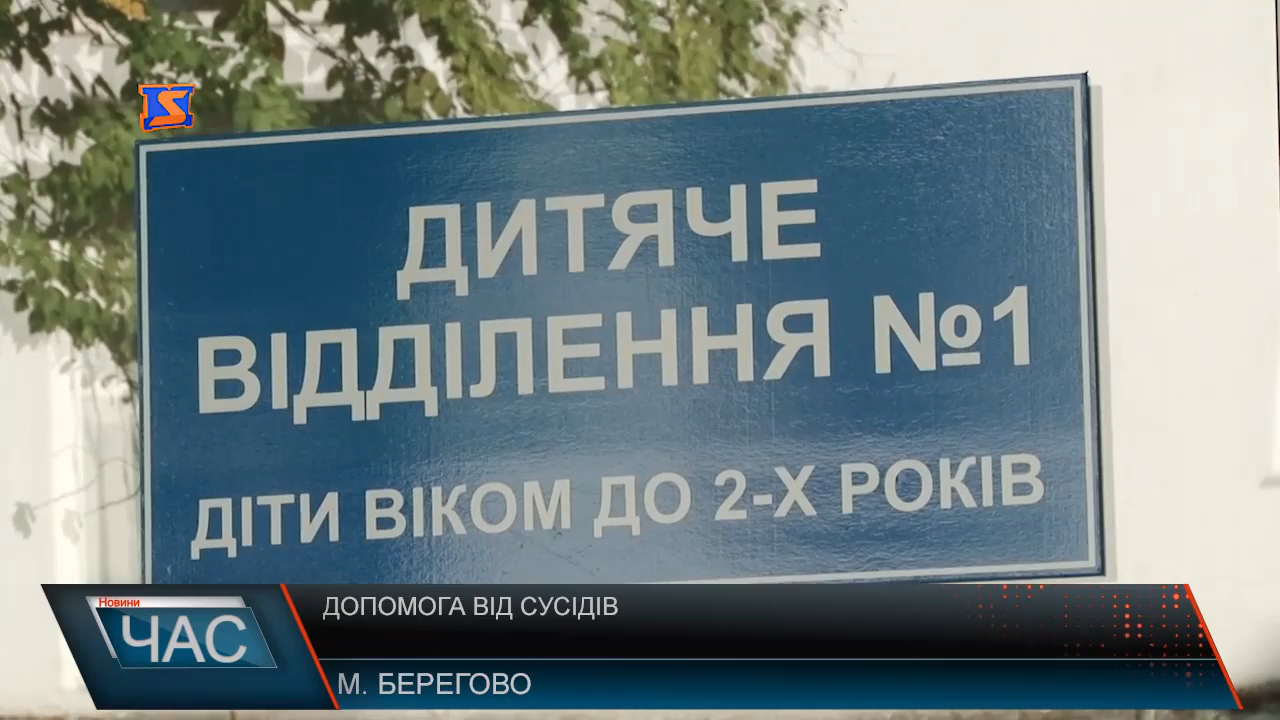 ДИТЯЧЕ
ВІДДІЛЕННЯ №1
ДІТИ ВІКОМ ДО 2-Х РОКІВ
Новини
ЧАС
ДОПОМОГА ВІД СУСІДІВ
М. БЕРЕГОВО